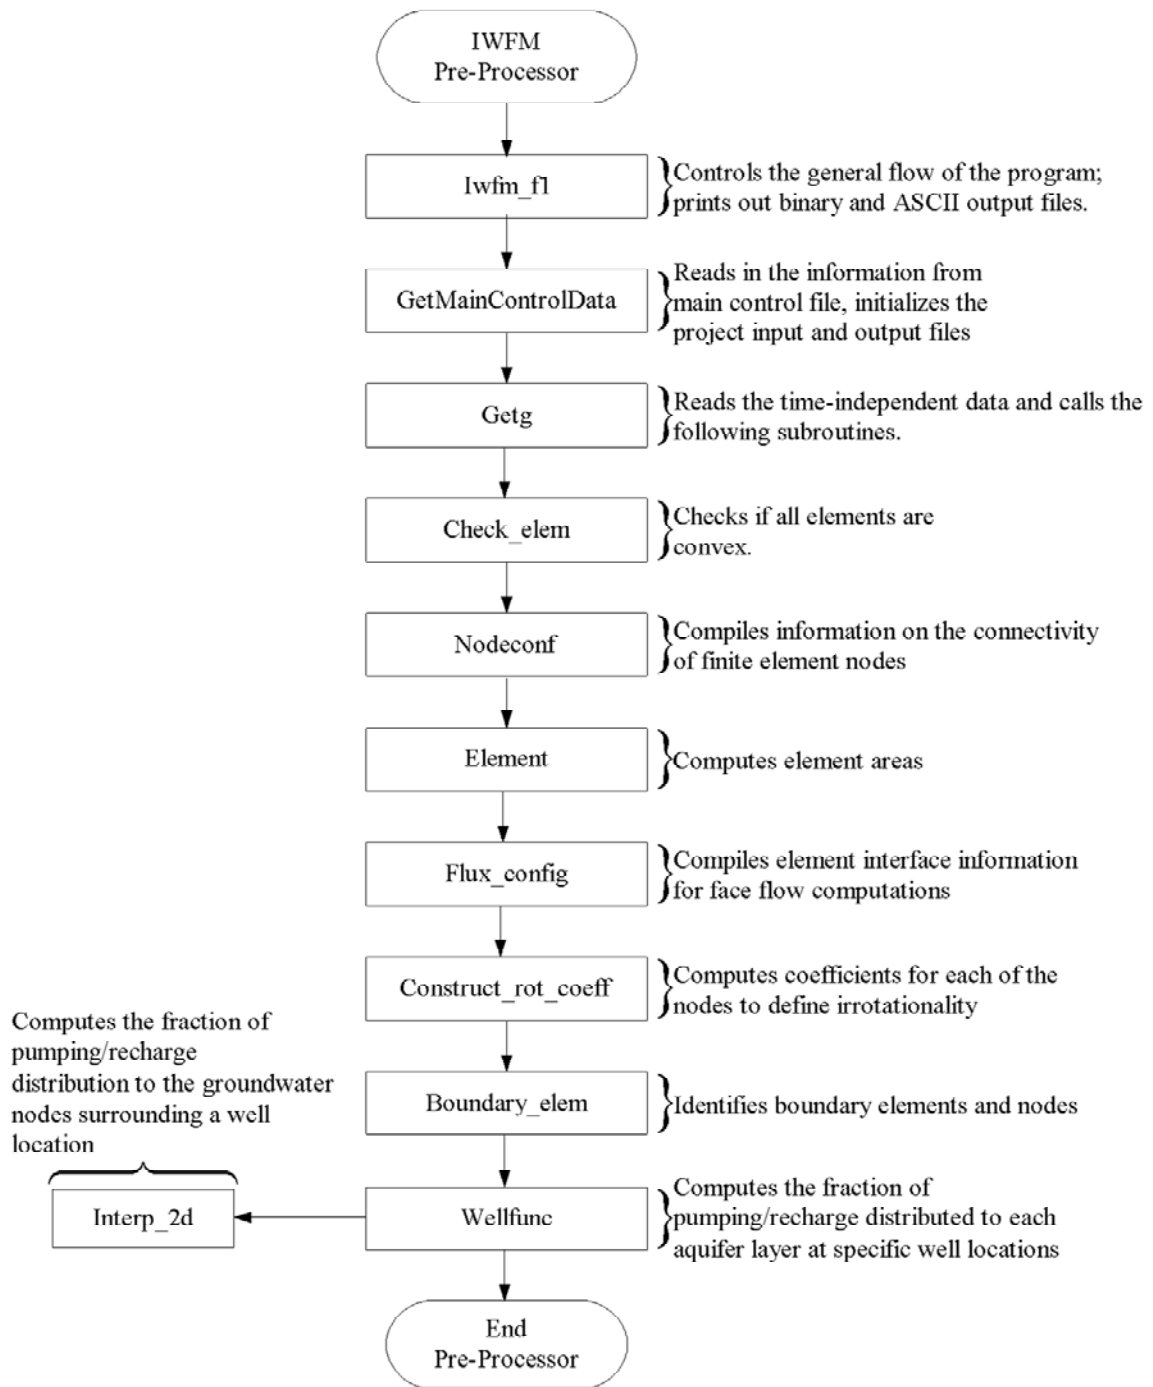 IWFM
Pre-Processor
Iwfm_f1
Controls the general flow of the program;
prints out binary and ASCII output files.
GetMainControlData
Reads in the information from
main control file, initializes the
project input and output files
Getg
Reads the time-independent data and calls the
following subroutines.
Check_elem
Checks if all elements are
convex.
Nodeconf
Compiles information on the connectivity
of finite element nodes
Element
Computes element areas
Flux_config
Compiles element interface information
for face flow computations
Construct_rot_coeff
Computes coefficients for each of the
nodes to define irrotationality
Boundary_elem
Identifies boundary elements and nodes
Computes the fraction of
pumping/recharge
distribution to the groundwater
nodes surrounding a well
location
Interp_2d
Wellfunc
Computes the fraction of
pumping/recharge distributed to each
aquifer layer at specific well locations
End
Pre-Processor